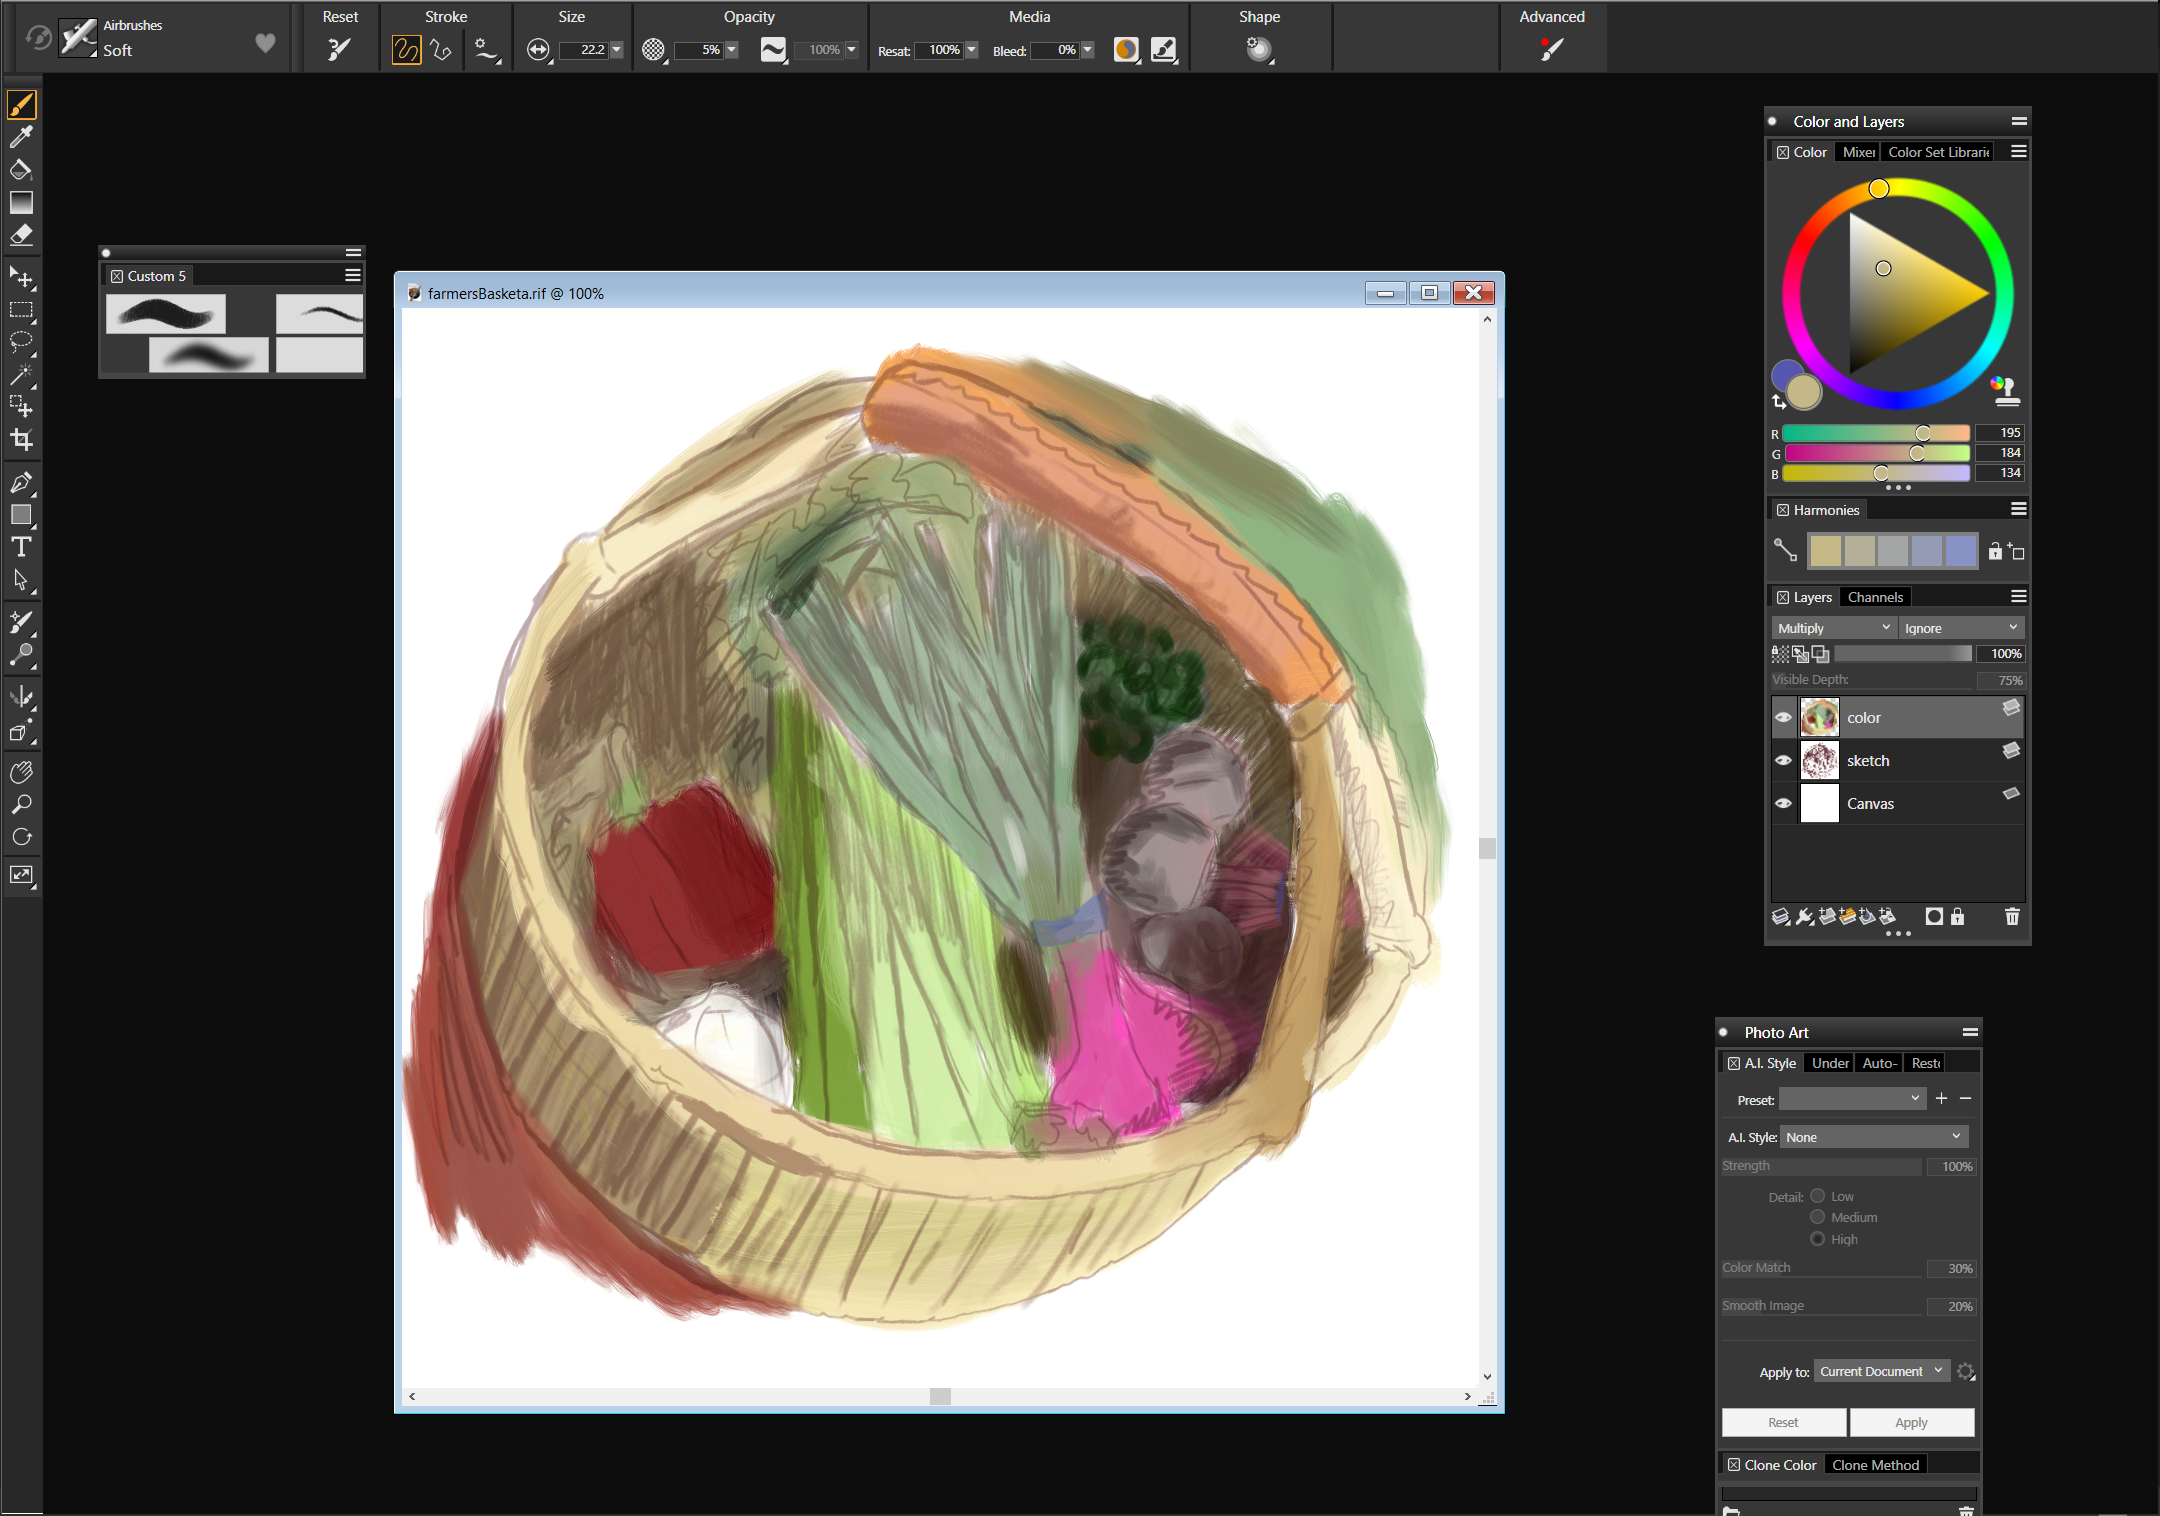 Airbrushes
Soft
Reset
Stroke
Size
22.2
Opacity
5%
100%
Media
Resat: 100%
Bleed: 0%
Shape
Advanced
Custom 5
farmersBasketa.rif @ 100%
Color and Layers
Color
Mixer
Color Set Librarie
R 195
G 184
B 134
Harmonies
Layers
Channels
Multiply
Ignore
100%
Visible Depth: 75%
color
sketch
Canvas
Photo Art
A.I. Style
Under
Auto-
Rest
Preset:
A.I. Style: None
Strength 100%
Detail: Low
Medium
High
Color Match 30%
Smooth Image 20%
Apply to: Current Document
Reset
Apply
Clone Color
Clone Method
T